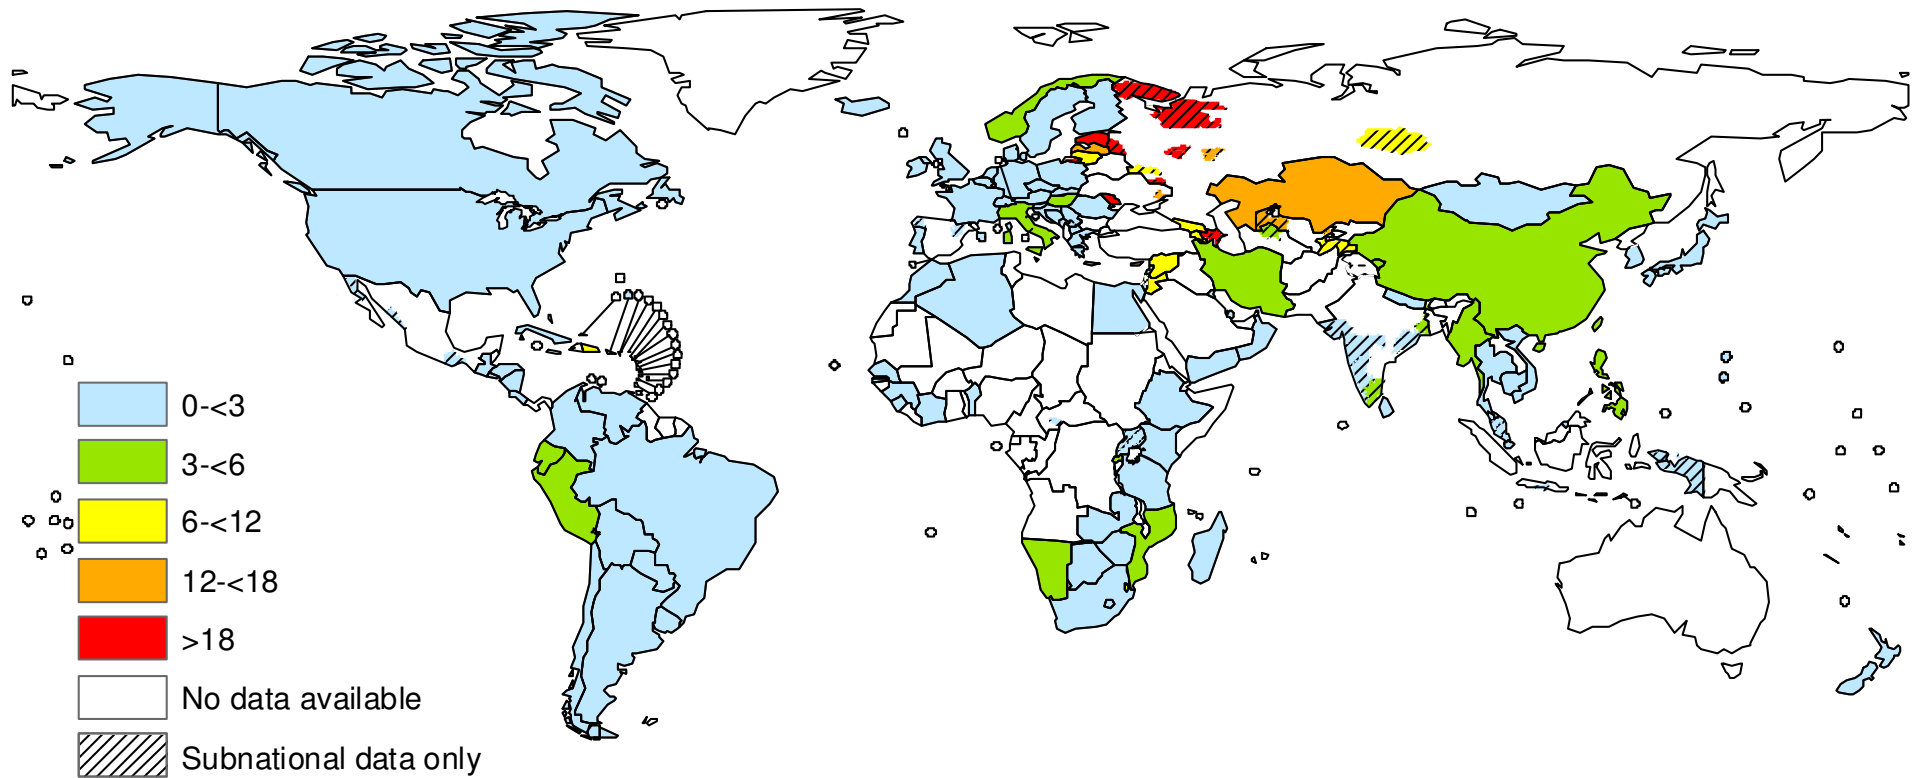 0-<3
3-<6
6-<12
12-<18
>18
No data available
Subnational data only